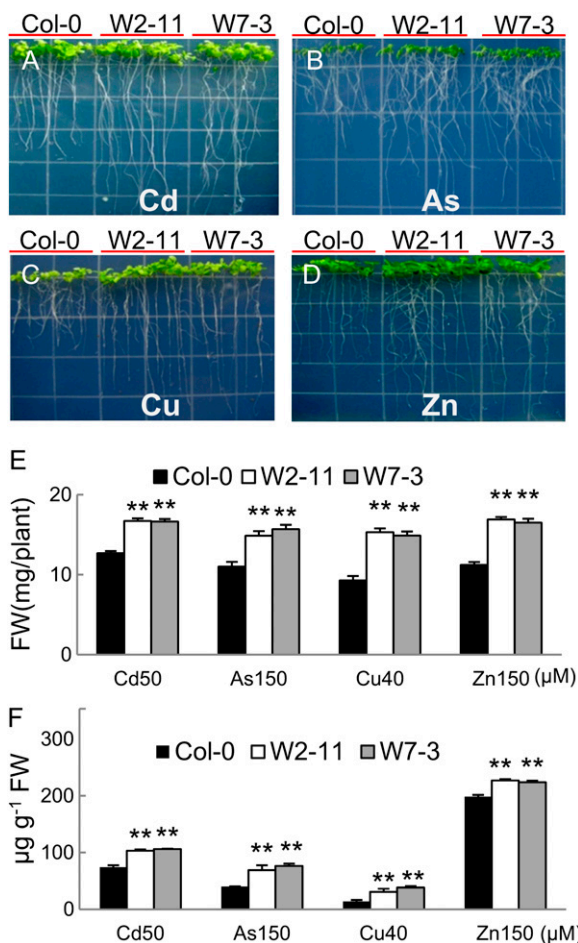 Col-0 W2-11 W7-3 Col-0 W2-11 W7-3
A B
Cd As
Col-0 W2-11 W7-3 Col-0 W2-11 W7-3
C D
Cu Zn
E
Col-0 W2-11 W7-3
FW(mg/plant)
20
10
0
** ** ** ** ** ** ** **
Cd50 As150 Cu40 Zn150 (µM)
F
Col-0 W2-11 W7-3
µg g⁻¹ FW
300
200
100
0
** ** ** ** ** ** ** **
Cd50 As150 Cu40 Zn150 (µM)